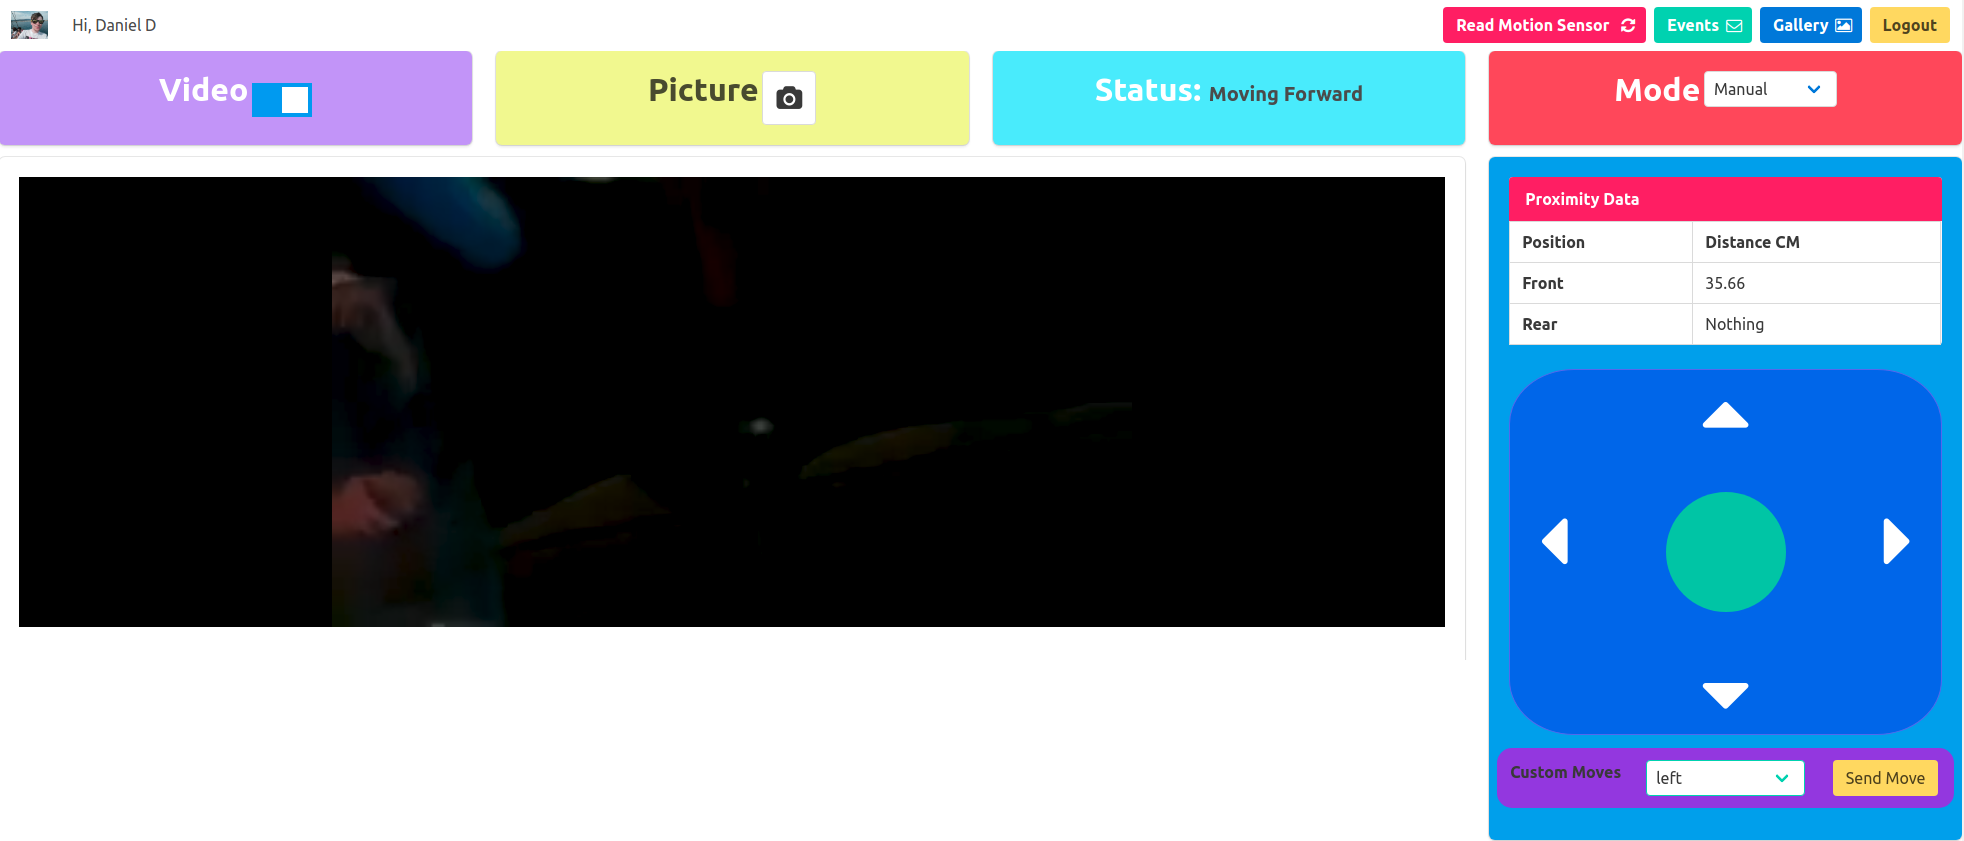 Hi, Daniel D
Read Motion Sensor
Events
Gallery
Logout
Video
Picture
Status: Moving Forward
Mode
Manual
Proximity Data
Position Distance CM
Front 35.66
Rear Nothing
Custom Moves
left
Send Move